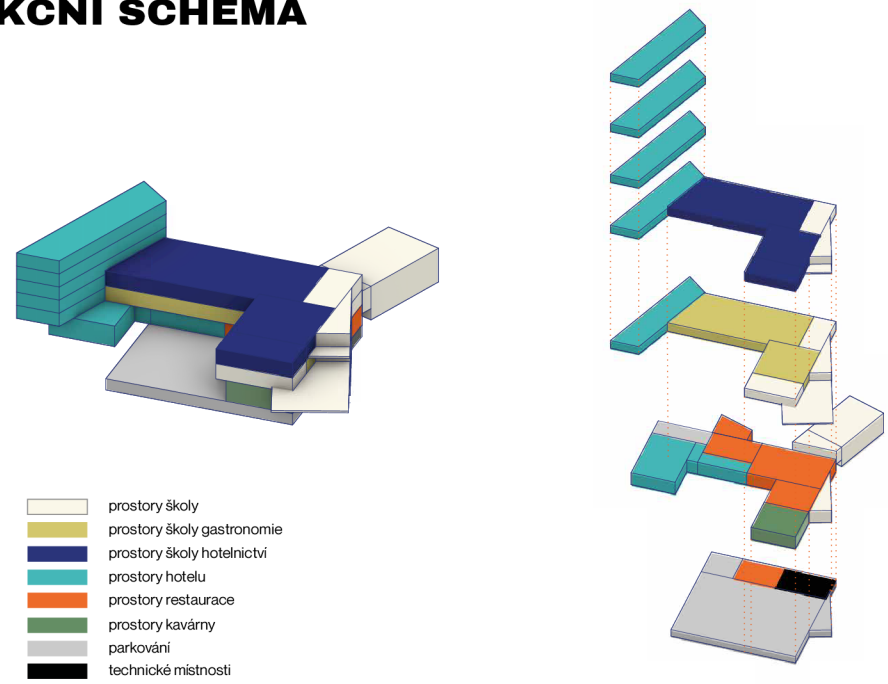 KČNÍ SCHÉMA
prostory školy
prostory školy gastronomie
prostory školy hotelnictví
prostory hotelu
prostory restaurace
prostory kavárny
parkování
technické místnosti